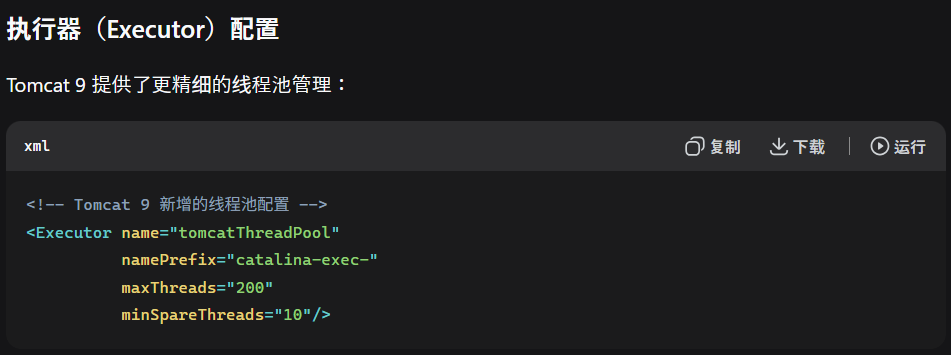 执行器（Executor）配置
Tomcat 9 提供了更精细的线程池管理：
xml 复制 下载 运行
<!-- Tomcat 9 新增的线程池配置 -->
<Executor name="tomcatThreadPool"
namePrefix="catalina-exec-"
maxThreads="200"
minSpareThreads="10"/>